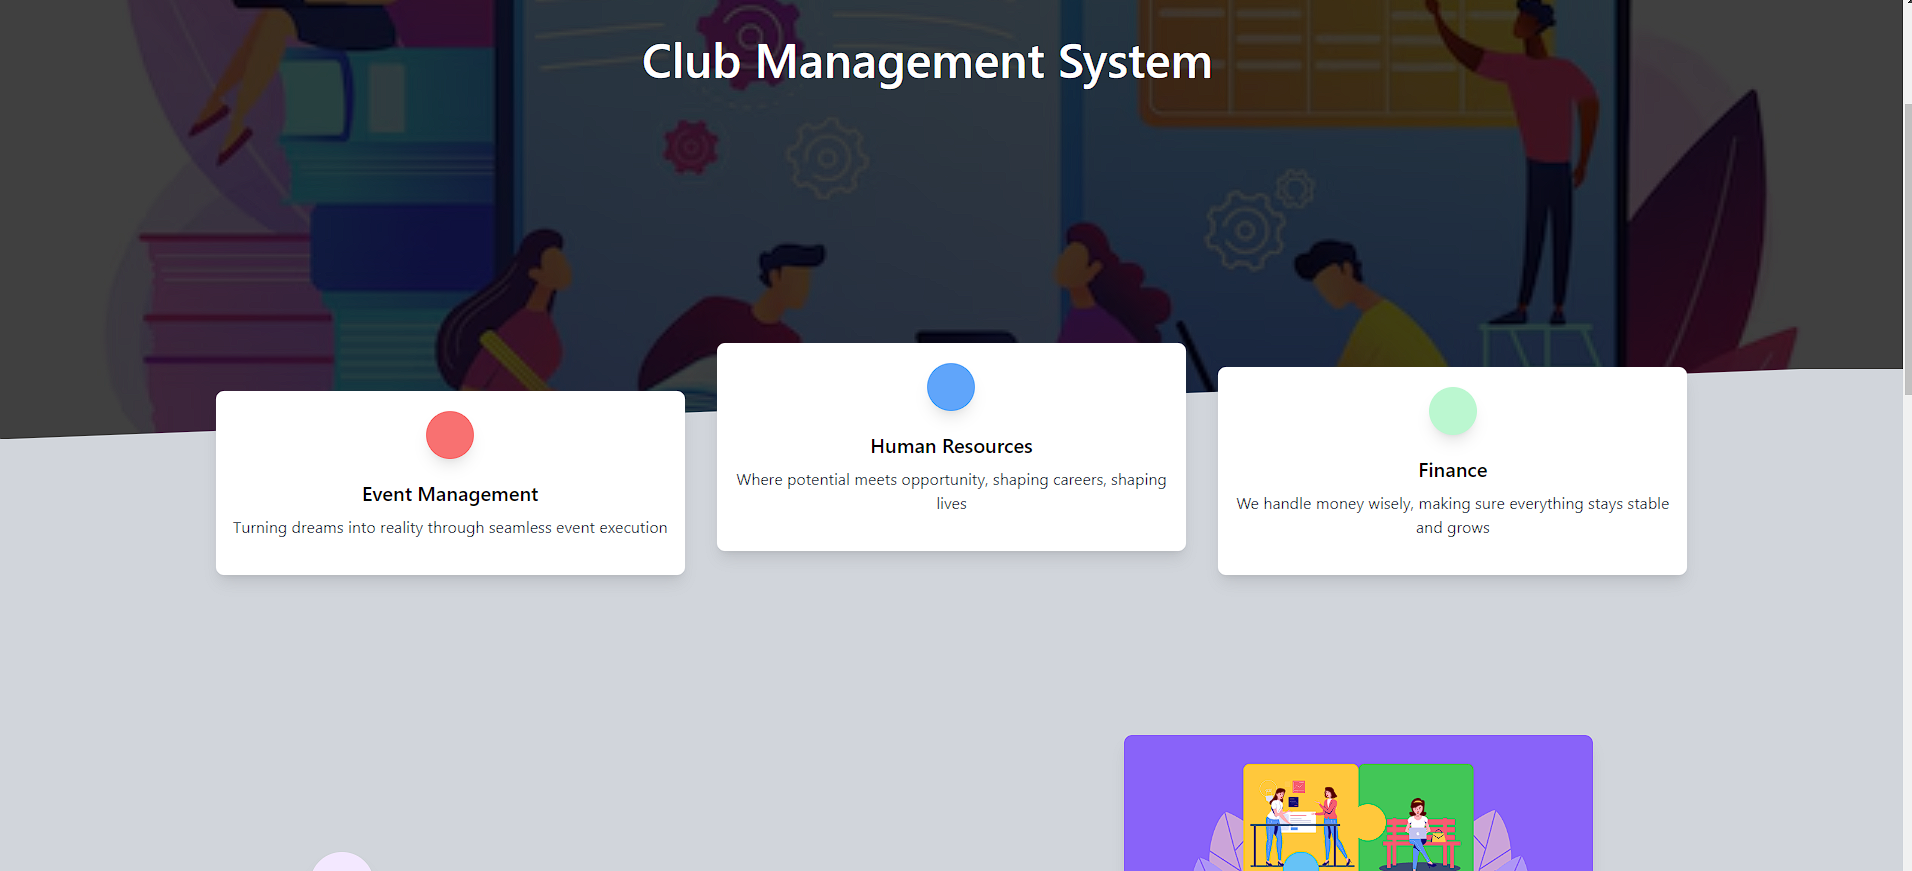 Club Management System
Event Management
Turning dreams into reality through seamless event execution
Human Resources
Where potential meets opportunity, shaping careers, shaping
lives
Finance
We handle money wisely, making sure everything stays stable
and grows